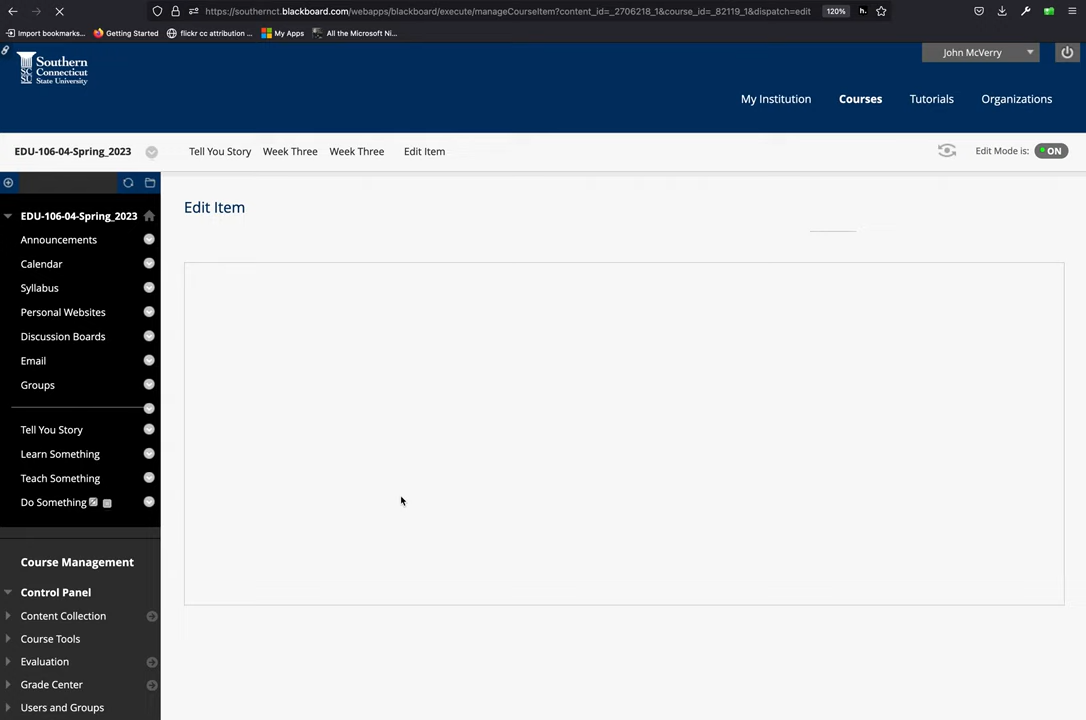 https://southernct.blackboard.com/webapps/blackboard/execute/manageCourseItem?content_id=_2706218_1&course_id=_82119_1&dispatch=edit
120%
h.
Import bookmarks...
Getting Started
flickr cc attribution ...
My Apps
All the Microsoft Ni...
Southern
Connecticut
State University
John McVerry
My Institution
Courses
Tutorials
Organizations
EDU-106-04-Spring_2023
Tell You Story
Week Three
Week Three
Edit Item
Edit Mode is:
ON
EDU-106-04-Spring_2023
Edit Item
Announcements
Calendar
Syllabus
Personal Websites
Discussion Boards
Email
Groups
Tell You Story
Learn Something
Teach Something
Do Something
Course Management
Control Panel
Content Collection
Course Tools
Evaluation
Grade Center
Users and Groups